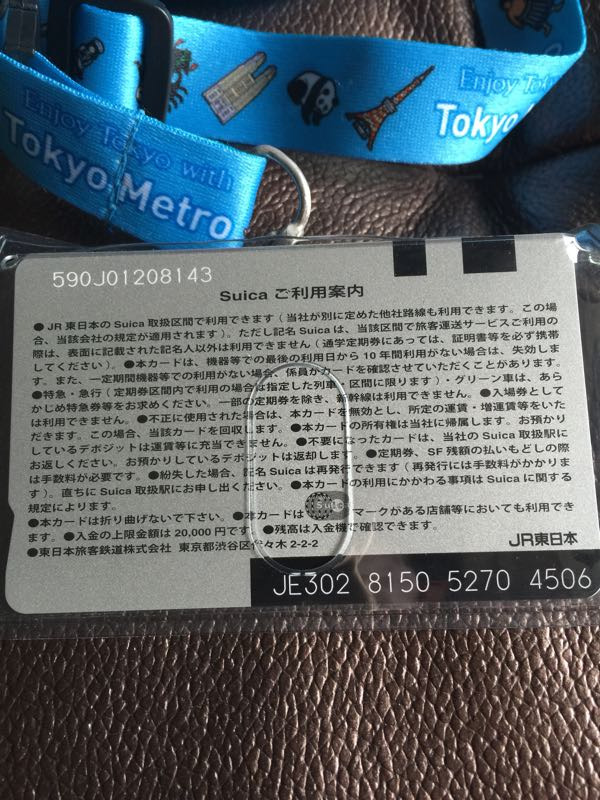 Enjoy Tokyo with
Tokyo Metro
Enjoy Tokyo
Tokyo
590J01208143
Suica ご利用案内
●JR東日本のSuica取扱区間で利用できます(当社が別に定めた他社路線も利用できます。この場
合、当該会社の規定が適用されます)。ただし記名Suicaは、当該区間で旅客運送サービスご利用の
際は、表面に記載された記名人以外は利用できません(通学定期券にあっては、証明書等を必ず携帯
してください)。●本カードは、機器等での最後の利用日から10年間利用がない場合は、失効しま
す。また、一定期間機器等での利用がない場合、係員がカードを確認させていただくことがあります。
●特急・急行(定期券区間内で利用の場合は指定した列車・区間に限ります)・グリーン車は、あら
かじめ特急券等をお求めください。一部の定期券を除き、新幹線は利用できません。●入場券として
は利用できません。●不正に使用された場合は、本カードを無効とし、所定の運賃・増運賃等をいた
だきます。この場合、当該カードを回収します。●本カードの所有権は当社に帰属します。お預かり
しているデポジットは運賃等に充当できません。●不要になったカードは、当社のSuica取扱駅に
お返しください。お預かりしているデポジットは返却します。●定期券、SF残額の払いもどしの際
は手数料が必要です。●紛失した場合、記名Suicaは再発行できます(再発行には手数料がかかりま
す)。直ちにSuica取扱駅にお申し出ください。●本カードの利用にかかわる事項はSuicaに関する
規定によります。
●本カードは折り曲げないで下さい。●本カードは Suica マークがある店舗等においても利用でき
ます。●入金の上限金額は20,000円です。●残高は入金機で確認できます。
●東日本旅客鉄道株式会社 東京都渋谷区代々木2-2-2
JR東日本
JE302 8150 5270 4506